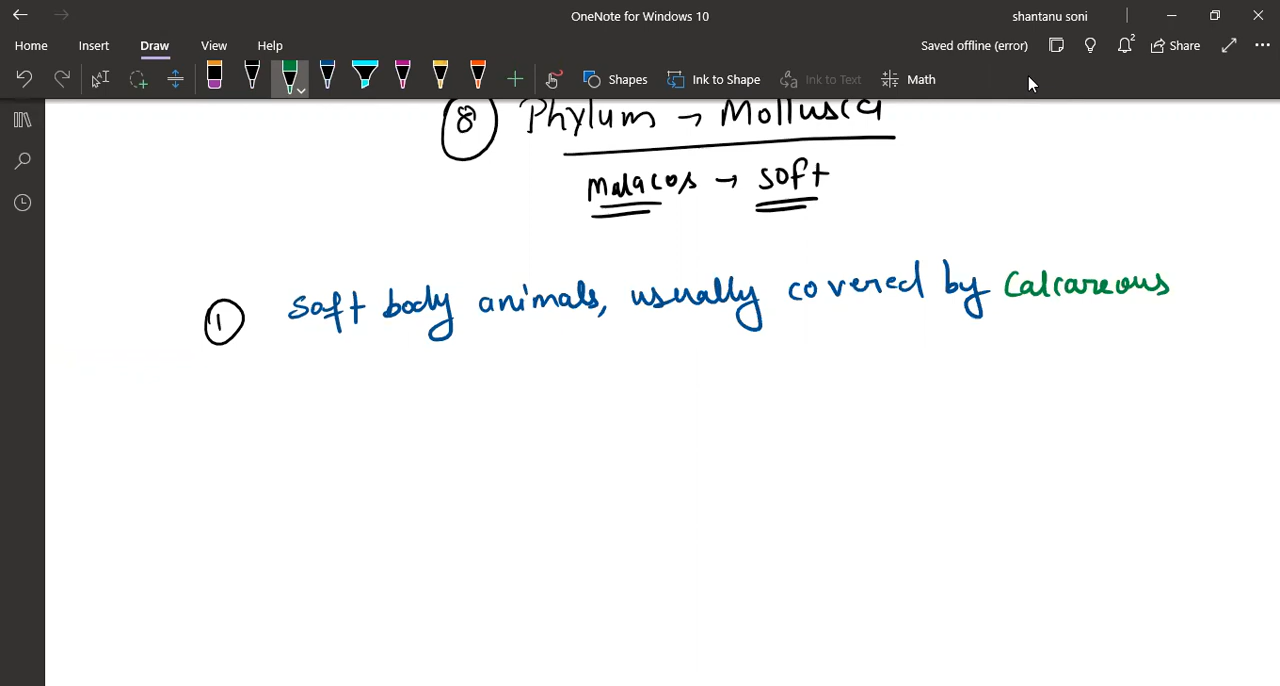 OneNote for Windows 10
shantanu soni
Home Insert Draw View Help
Saved offline (error)
2
Share
Shapes Ink to Shape Ink to Text Math
8 Phylum → Mollusca
Malacos → soft
1 soft body animals, usually covered by Calcareous